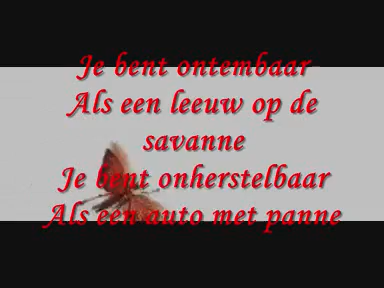 Je bent ontembaar
Als een leeuw op de
savanne
Je bent onherstelbaar
Als een auto met panne